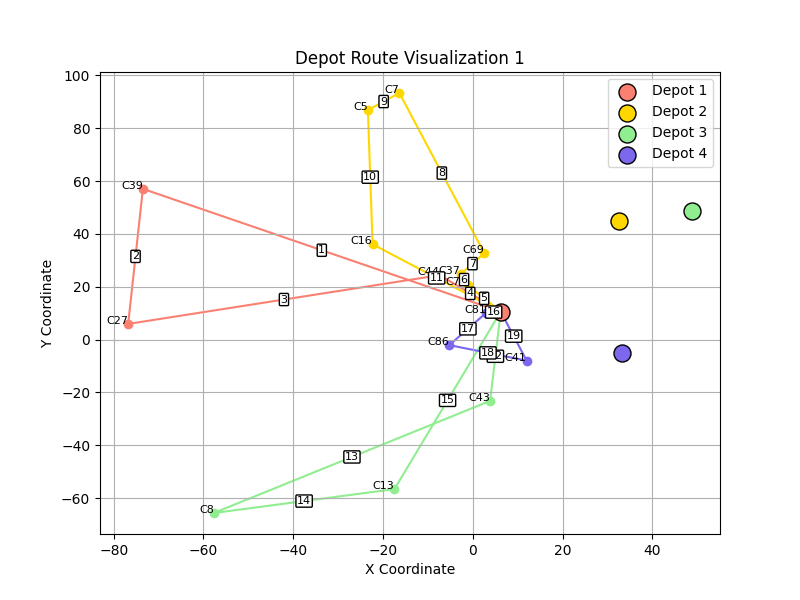 Depot Route Visualization 1
Depot 1
Depot 2
Depot 3
Depot 4
100
80
60
40
20
0
−20
−40
−60
Y Coordinate
−80
−60
−40
−20
0
20
40
X Coordinate
C7
9
C5
10
8
C39
1
2
C16
C69
7
C44
C37
11
6
3
4
5
C81
16
C27
17
19
C86
18
C41
C43
15
13
C13
14
C8